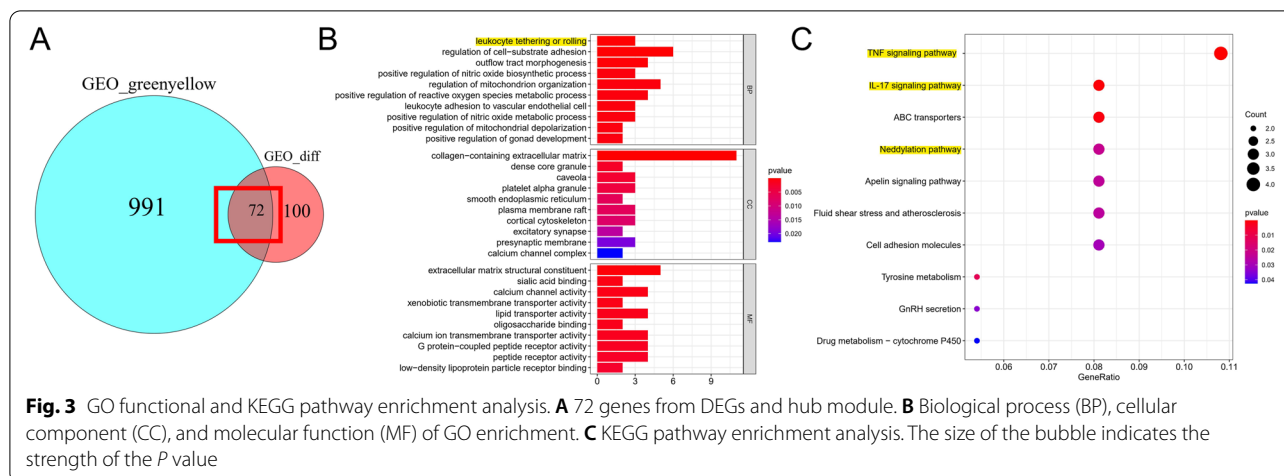 A
GEO_greenyellow
GEO_diff
991
72
100
B
leukocyte tethering or rolling
regulation of cell−substrate adhesion
outflow tract morphogenesis
positive regulation of nitric oxide biosynthetic process
regulation of mitochondrion organization
positive regulation of reactive oxygen species metabolic process
leukocyte adhesion to vascular endothelial cell
positive regulation of nitric oxide metabolic process
positive regulation of mitochondrial depolarization
positive regulation of gonad development
BP
collagen−containing extracellular matrix
dense core granule
caveola
platelet alpha granule
smooth endoplasmic reticulum
plasma membrane raft
cortical cytoskeleton
excitatory synapse
presynaptic membrane
calcium channel complex
CC
extracellular matrix structural constituent
sialic acid binding
calcium channel activity
xenobiotic transmembrane transporter activity
lipid transporter activity
oligosaccharide binding
calcium ion transmembrane transporter activity
G protein−coupled peptide receptor activity
peptide receptor activity
low−density lipoprotein particle receptor binding
MF
0 3 6 9
pvalue
0.005
0.010
0.015
0.020
C
TNF signaling pathway
IL−17 signaling pathway
ABC transporters
Neddylation pathway
Apelin signaling pathway
Fluid shear stress and atherosclerosis
Cell adhesion molecules
Tyrosine metabolism
GnRH secretion
Drug metabolism − cytochrome P450
0.06 0.07 0.08 0.09 0.10 0.11
GeneRatio
Count
2.0
2.5
3.0
3.5
4.0
pvalue
0.01
0.02
0.03
0.04
Fig. 3 GO functional and KEGG pathway enrichment analysis. A 72 genes from DEGs and hub module. B Biological process (BP), cellular
component (CC), and molecular function (MF) of GO enrichment. C KEGG pathway enrichment analysis. The size of the bubble indicates the
strength of the P value